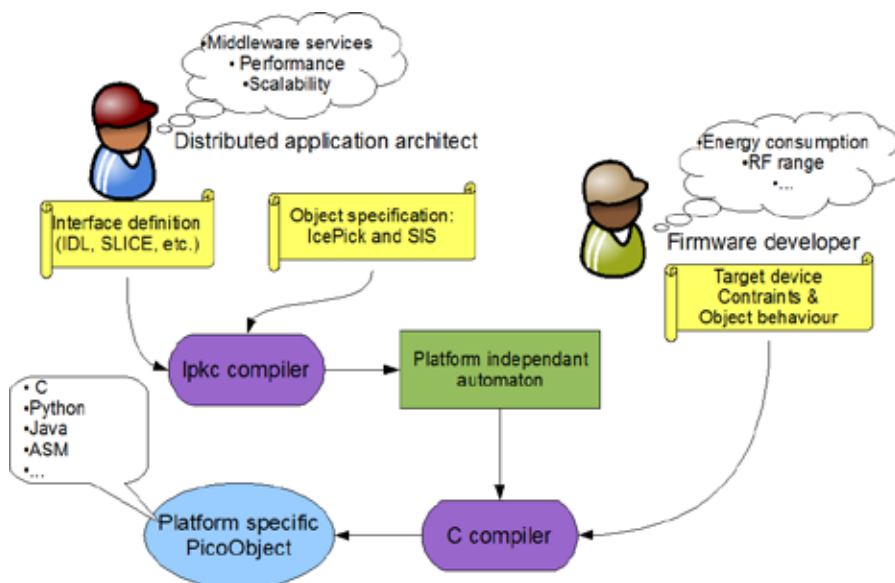 •Middleware services
• Performance
•Scalability
Distributed application architect
•Energy consumption
•RF range
•...
Firmware developer
Interface definition
(IDL, SLICE, etc.)
Object specification:
IcePick and SIS
Target device
Contraints &
Object behaviour
Ipkc compiler
Platform independant
automaton
• C
•Python
•Java
•ASM
•...
Platform specific
PicoObject
C compiler